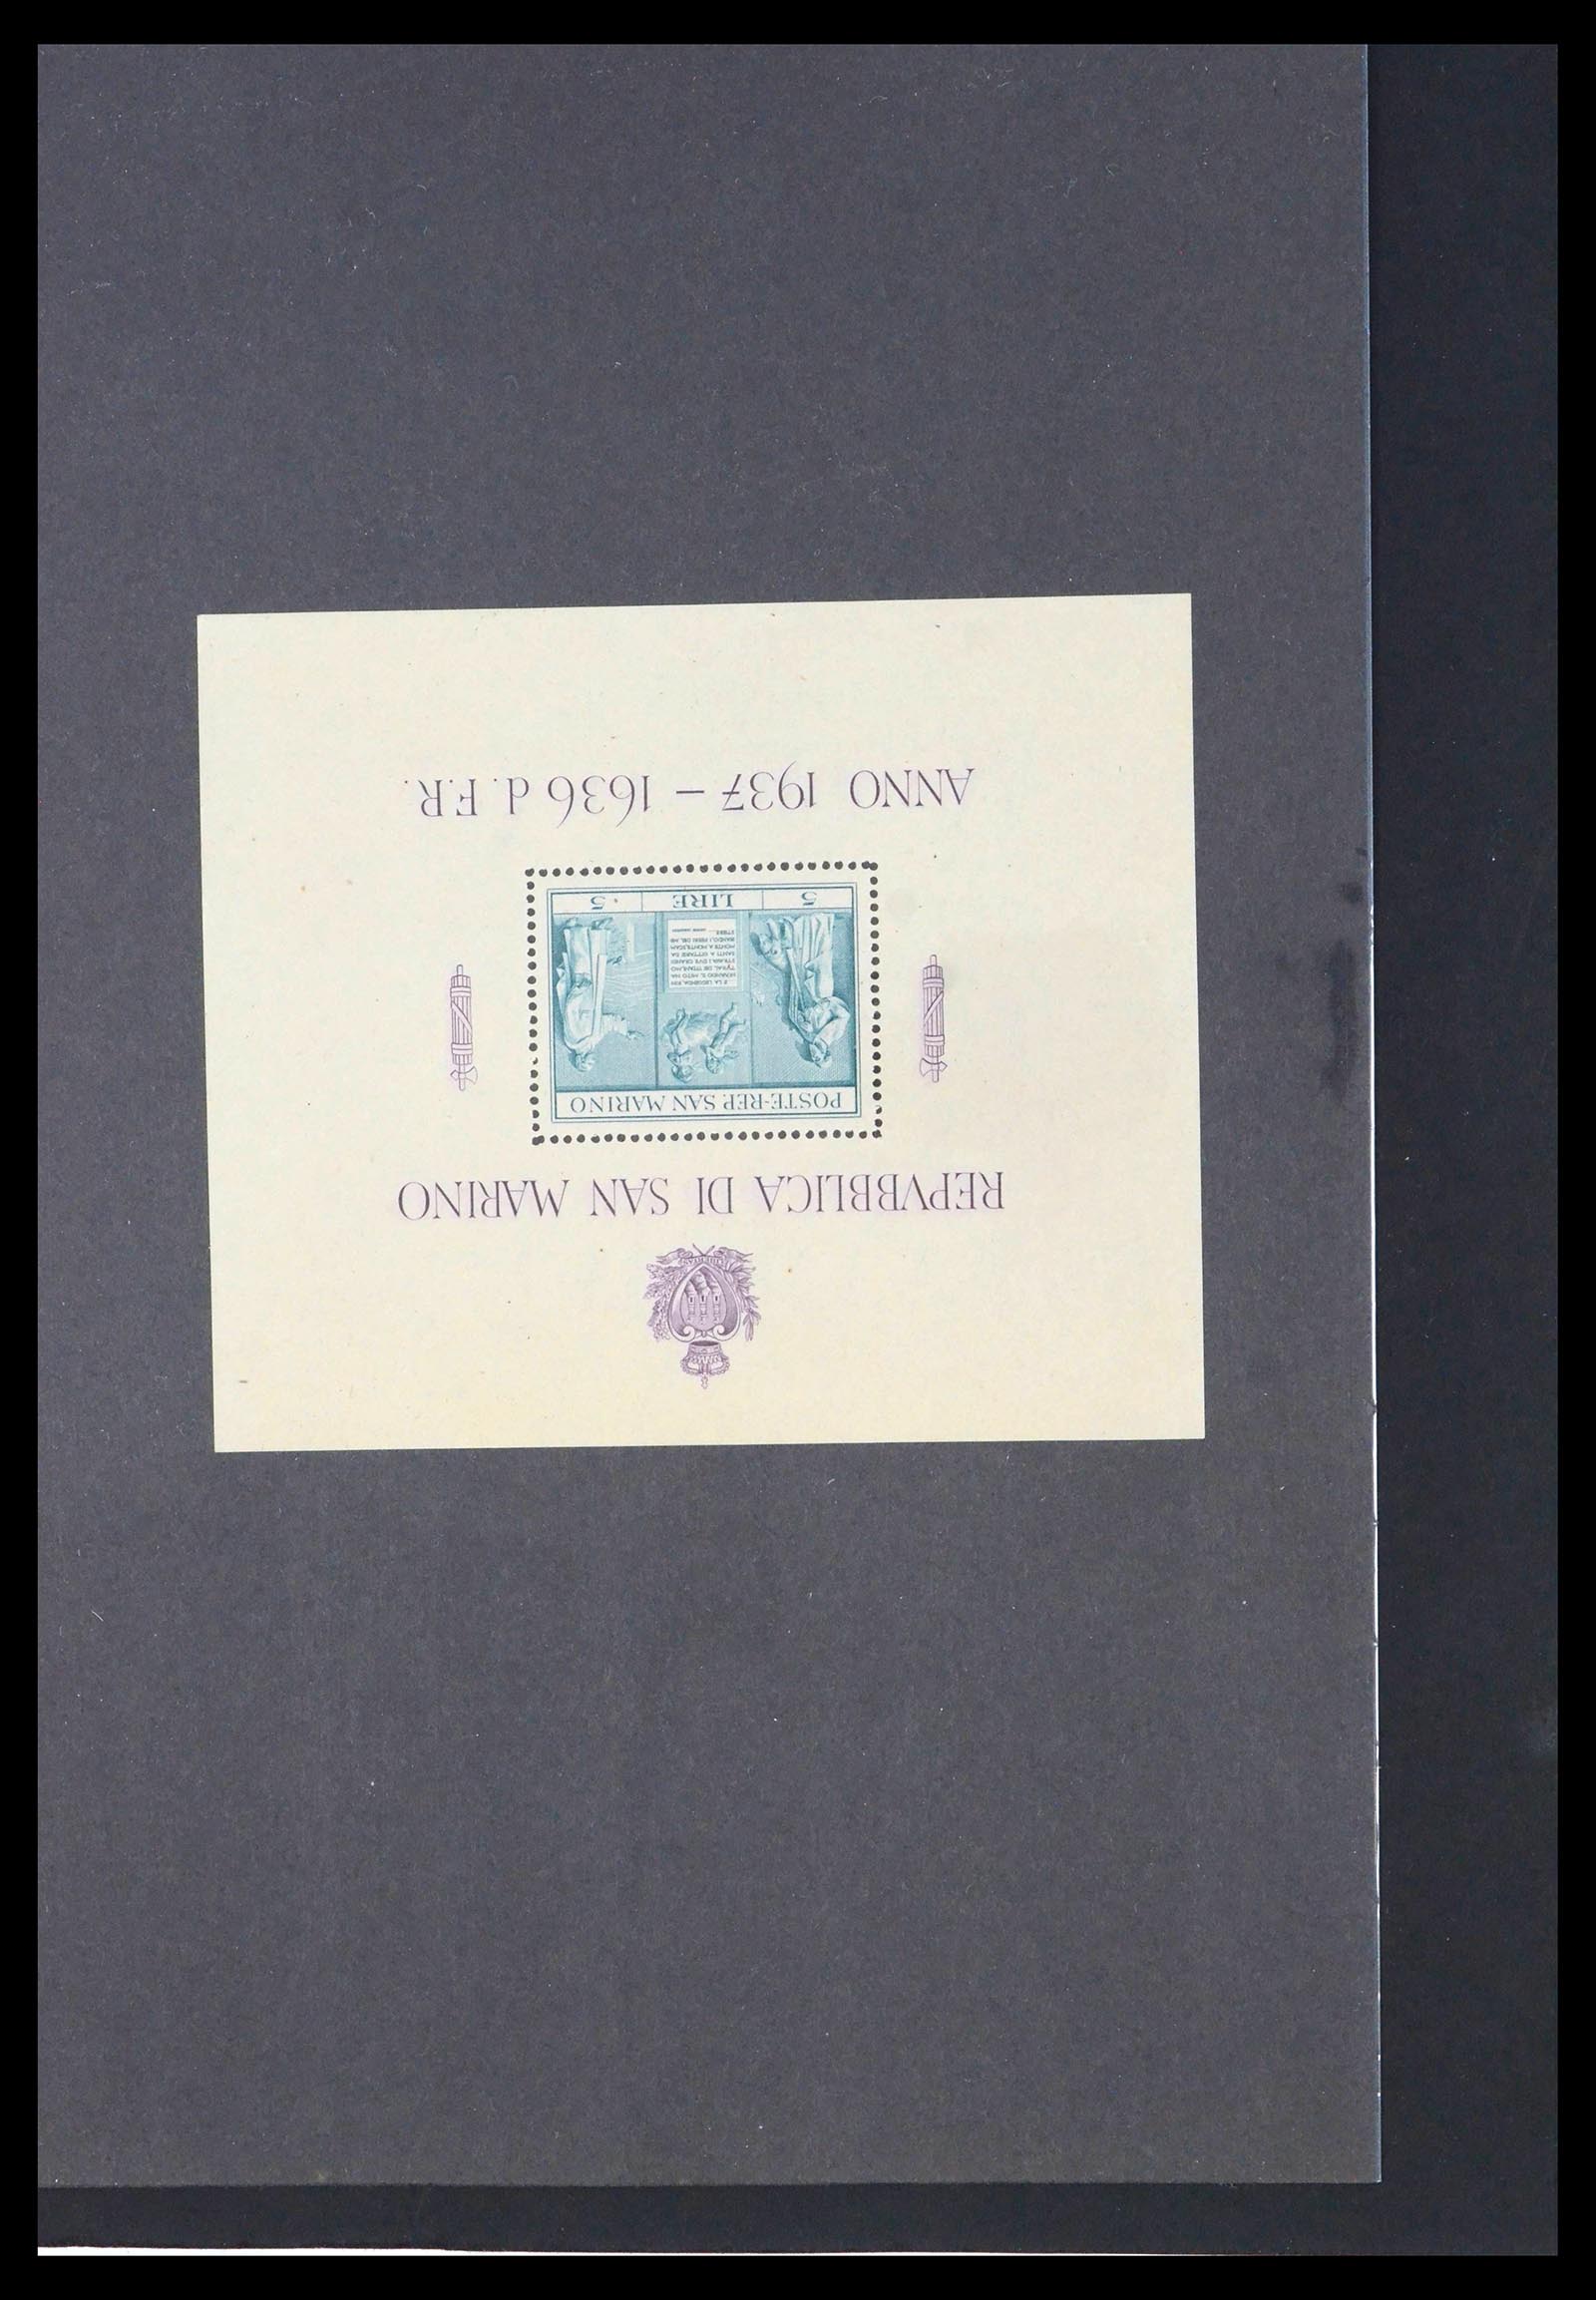 REPVBBLICA DI SAN MARINO
POSTE-REP. SAN MARINO
5 LIRE 5
ANNO 1937 – 1636 d. F.R.